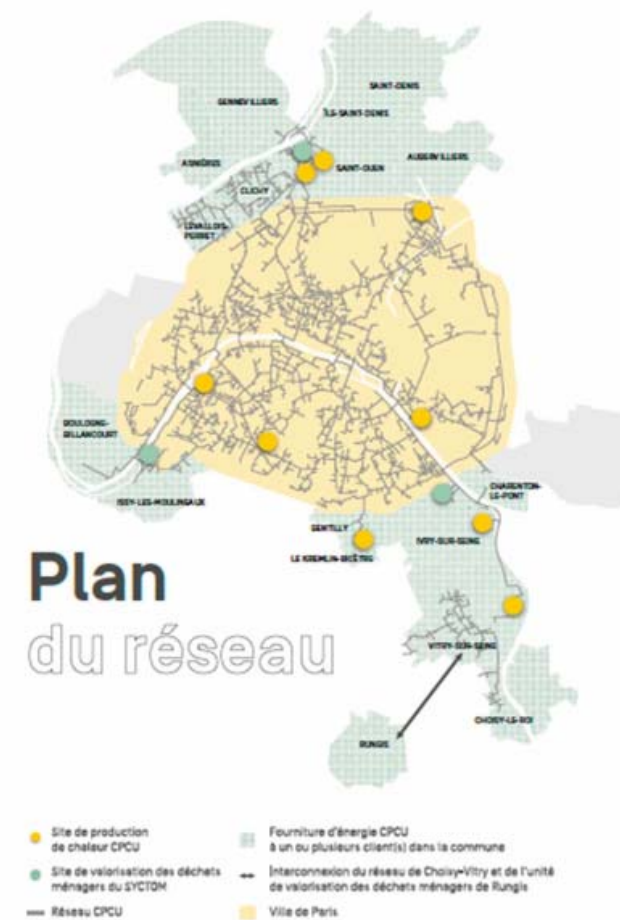 SAINT-DENIS
GENNEVILLIERS
ÎLE-SAINT-DENIS
AUBERVILLIERS
ASNIÈRES
SAINT-OUEN
CLICHY
LEVALLOIS-
PERRET
BOULOGNE-
BILLANCOURT
CHARENTON-
LE-PONT
ISSY-LES-MOULINEAUX
GENTILLY
IVRY-SUR-SEINE
LE KREMLIN-BICÊTRE
Plan
du réseau
VITRY-SUR-SEINE
CHOISY-LE-ROI
RUNGIS
Site de production
de chaleur CPCU
Site de valorisation des déchets
ménagers du SYCTOM
Réseau CPCU
Fourniture d'énergie CPCU
à un ou plusieurs client(s) dans la commune
Interconnexion du réseau de Choisy-Vitry et de l'unité
de valorisation des déchets ménagers de Rungis
Ville de Paris